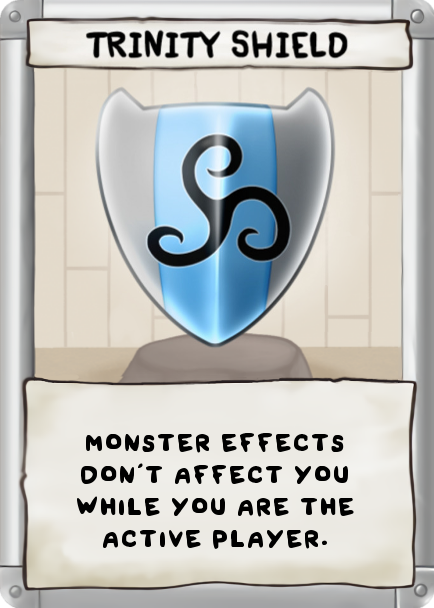 TRINITY SHIELD
MONSTER EFFECTS
DON'T AFFECT YOU
WHILE YOU ARE THE
ACTIVE PLAYER.